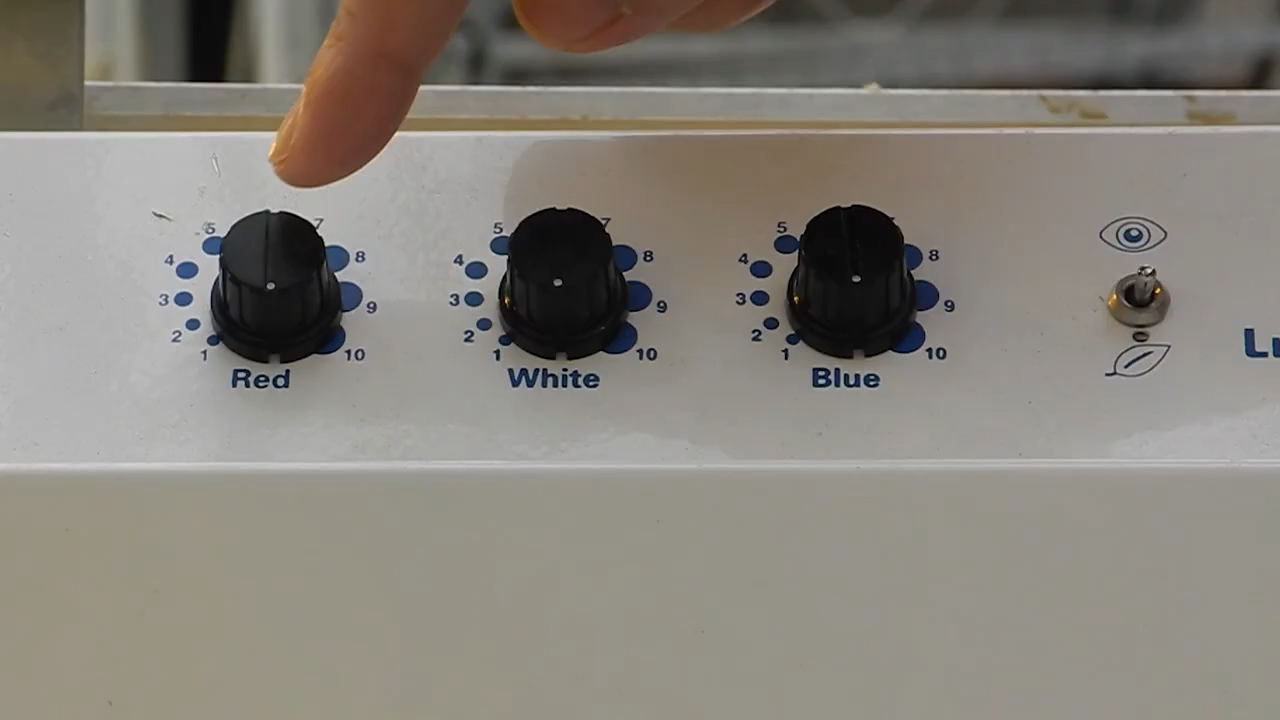 5 7 5 7 5
4 8 4 8 4 8
3 9 3 9 3 9
2 2 2
1 10 1 10 1 10
Red White Blue